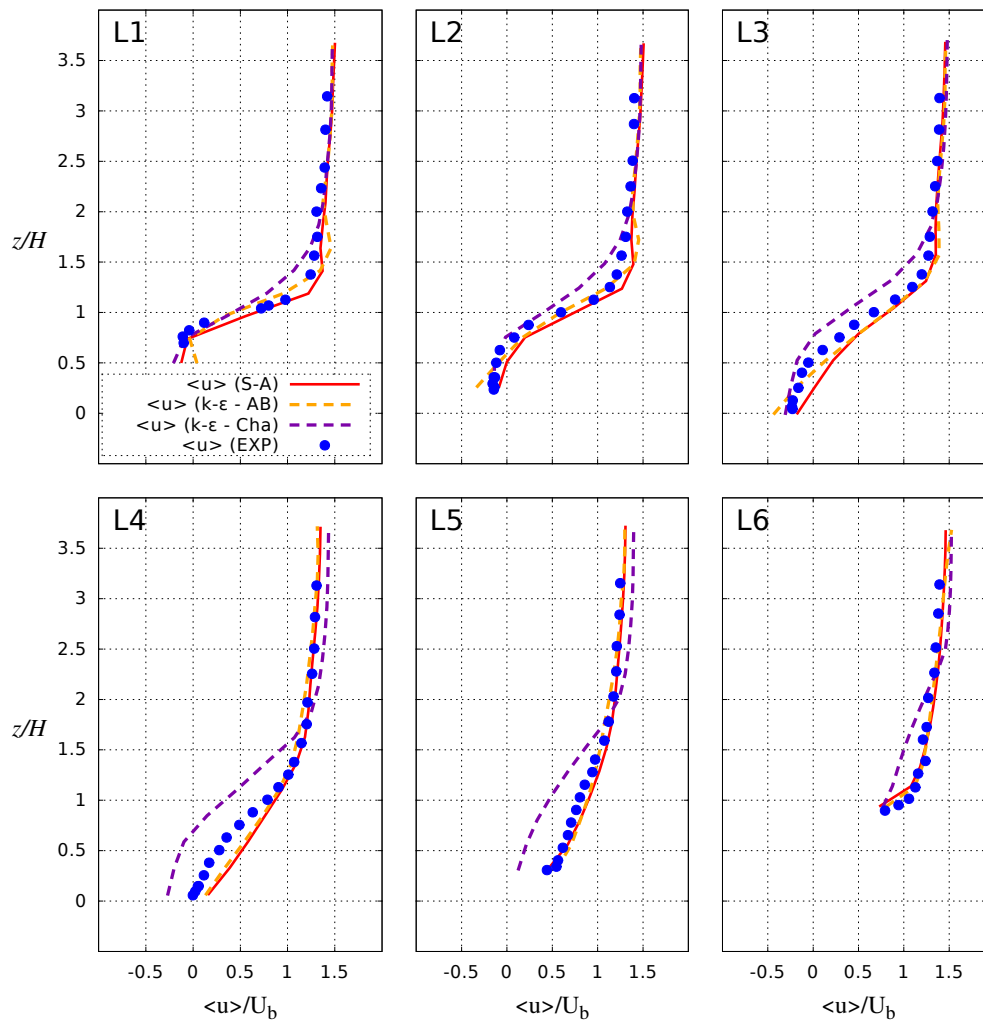 L1 L2 L3
3.5
3
2.5
2
z/H
1.5
1
0.5
0
<u> (S-A)
<u> (k-ε - AB)
<u> (k-ε - Cha)
<u> (EXP)
L4 L5 L6
3.5
3
2.5
2
z/H
1.5
1
0.5
0
-0.5 0 0.5 1 1.5 -0.5 0 0.5 1 1.5 -0.5 0 0.5 1 1.5
<u>/U_b <u>/U_b <u>/U_b